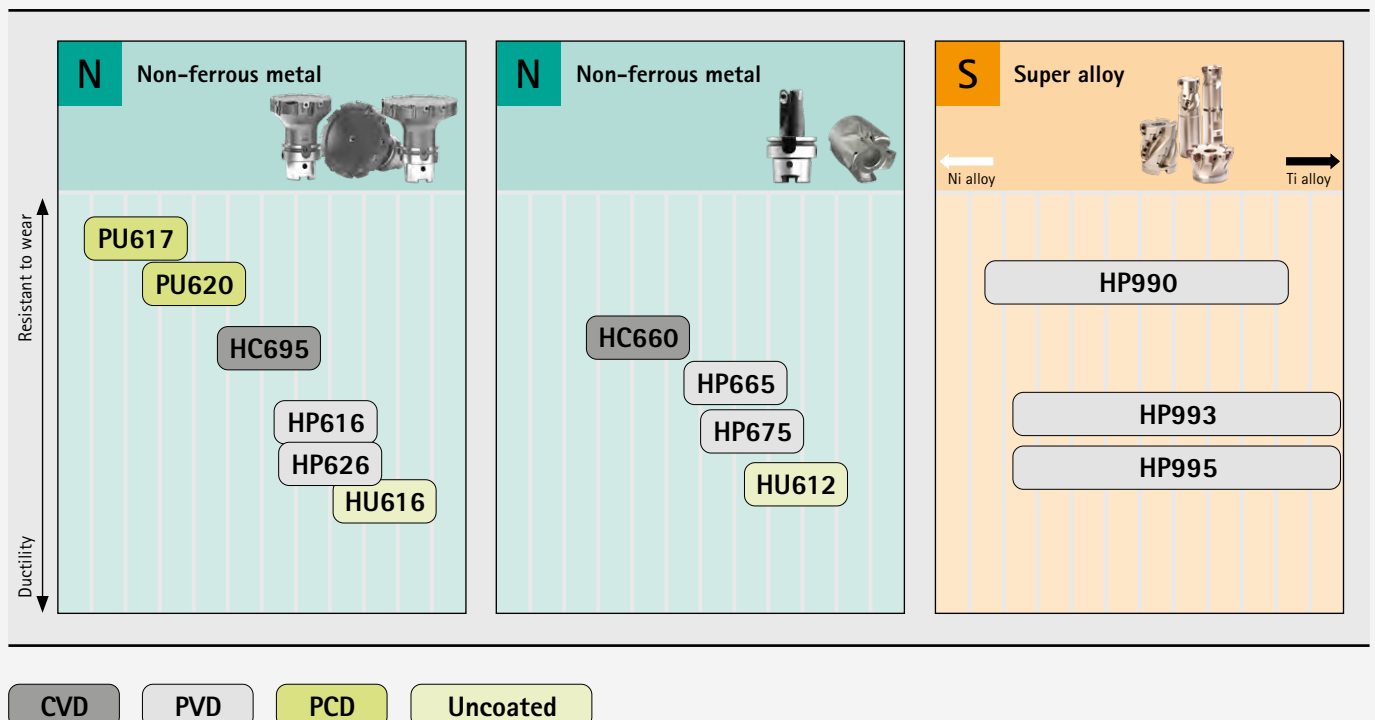 N
Non-ferrous metal
N
Non-ferrous metal
S
Super alloy
Ni alloy
Ti alloy
Resistant to wear
Ductility
PU617
PU620
HC695
HP616
HP626
HU616
HC660
HP665
HP675
HU612
HP990
HP993
HP995
CVD
PVD
PCD
Uncoated